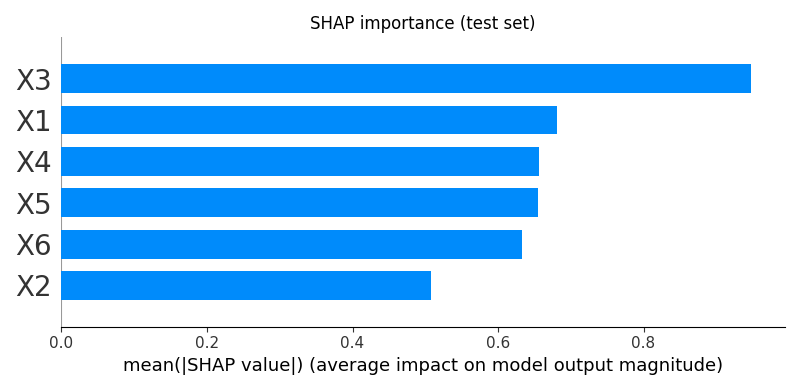 SHAP importance (test set)
X3
X1
X4
X5
X6
X2
0.0 0.2 0.4 0.6 0.8
mean(|SHAP value|) (average impact on model output magnitude)